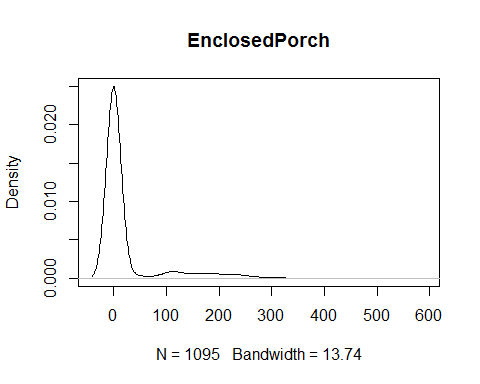 EnclosedPorch
Density
0.020
0.010
0.000
0 100 200 300 400 500 600
N = 1095 Bandwidth = 13.74